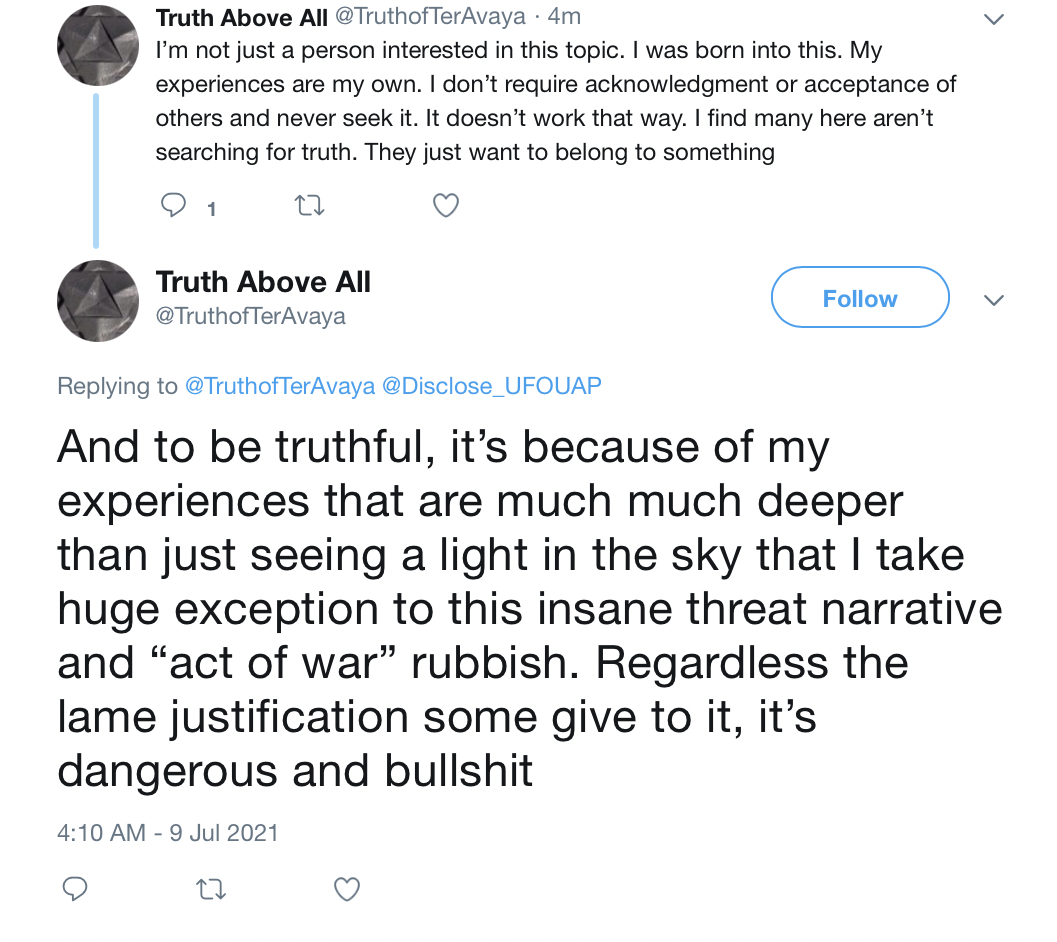 Truth Above All @TruthofTerAvaya · 4m
I’m not just a person interested in this topic. I was born into this. My
experiences are my own. I don’t require acknowledgment or acceptance of
others and never seek it. It doesn’t work that way. I find many here aren’t
searching for truth. They just want to belong to something
1
Truth Above All
@TruthofTerAvaya
Follow
Replying to @TruthofTerAvaya @Disclose_UFOUAP
And to be truthful, it’s because of my
experiences that are much much deeper
than just seeing a light in the sky that I take
huge exception to this insane threat narrative
and “act of war” rubbish. Regardless the
lame justification some give to it, it’s
dangerous and bullshit
4:10 AM - 9 Jul 2021